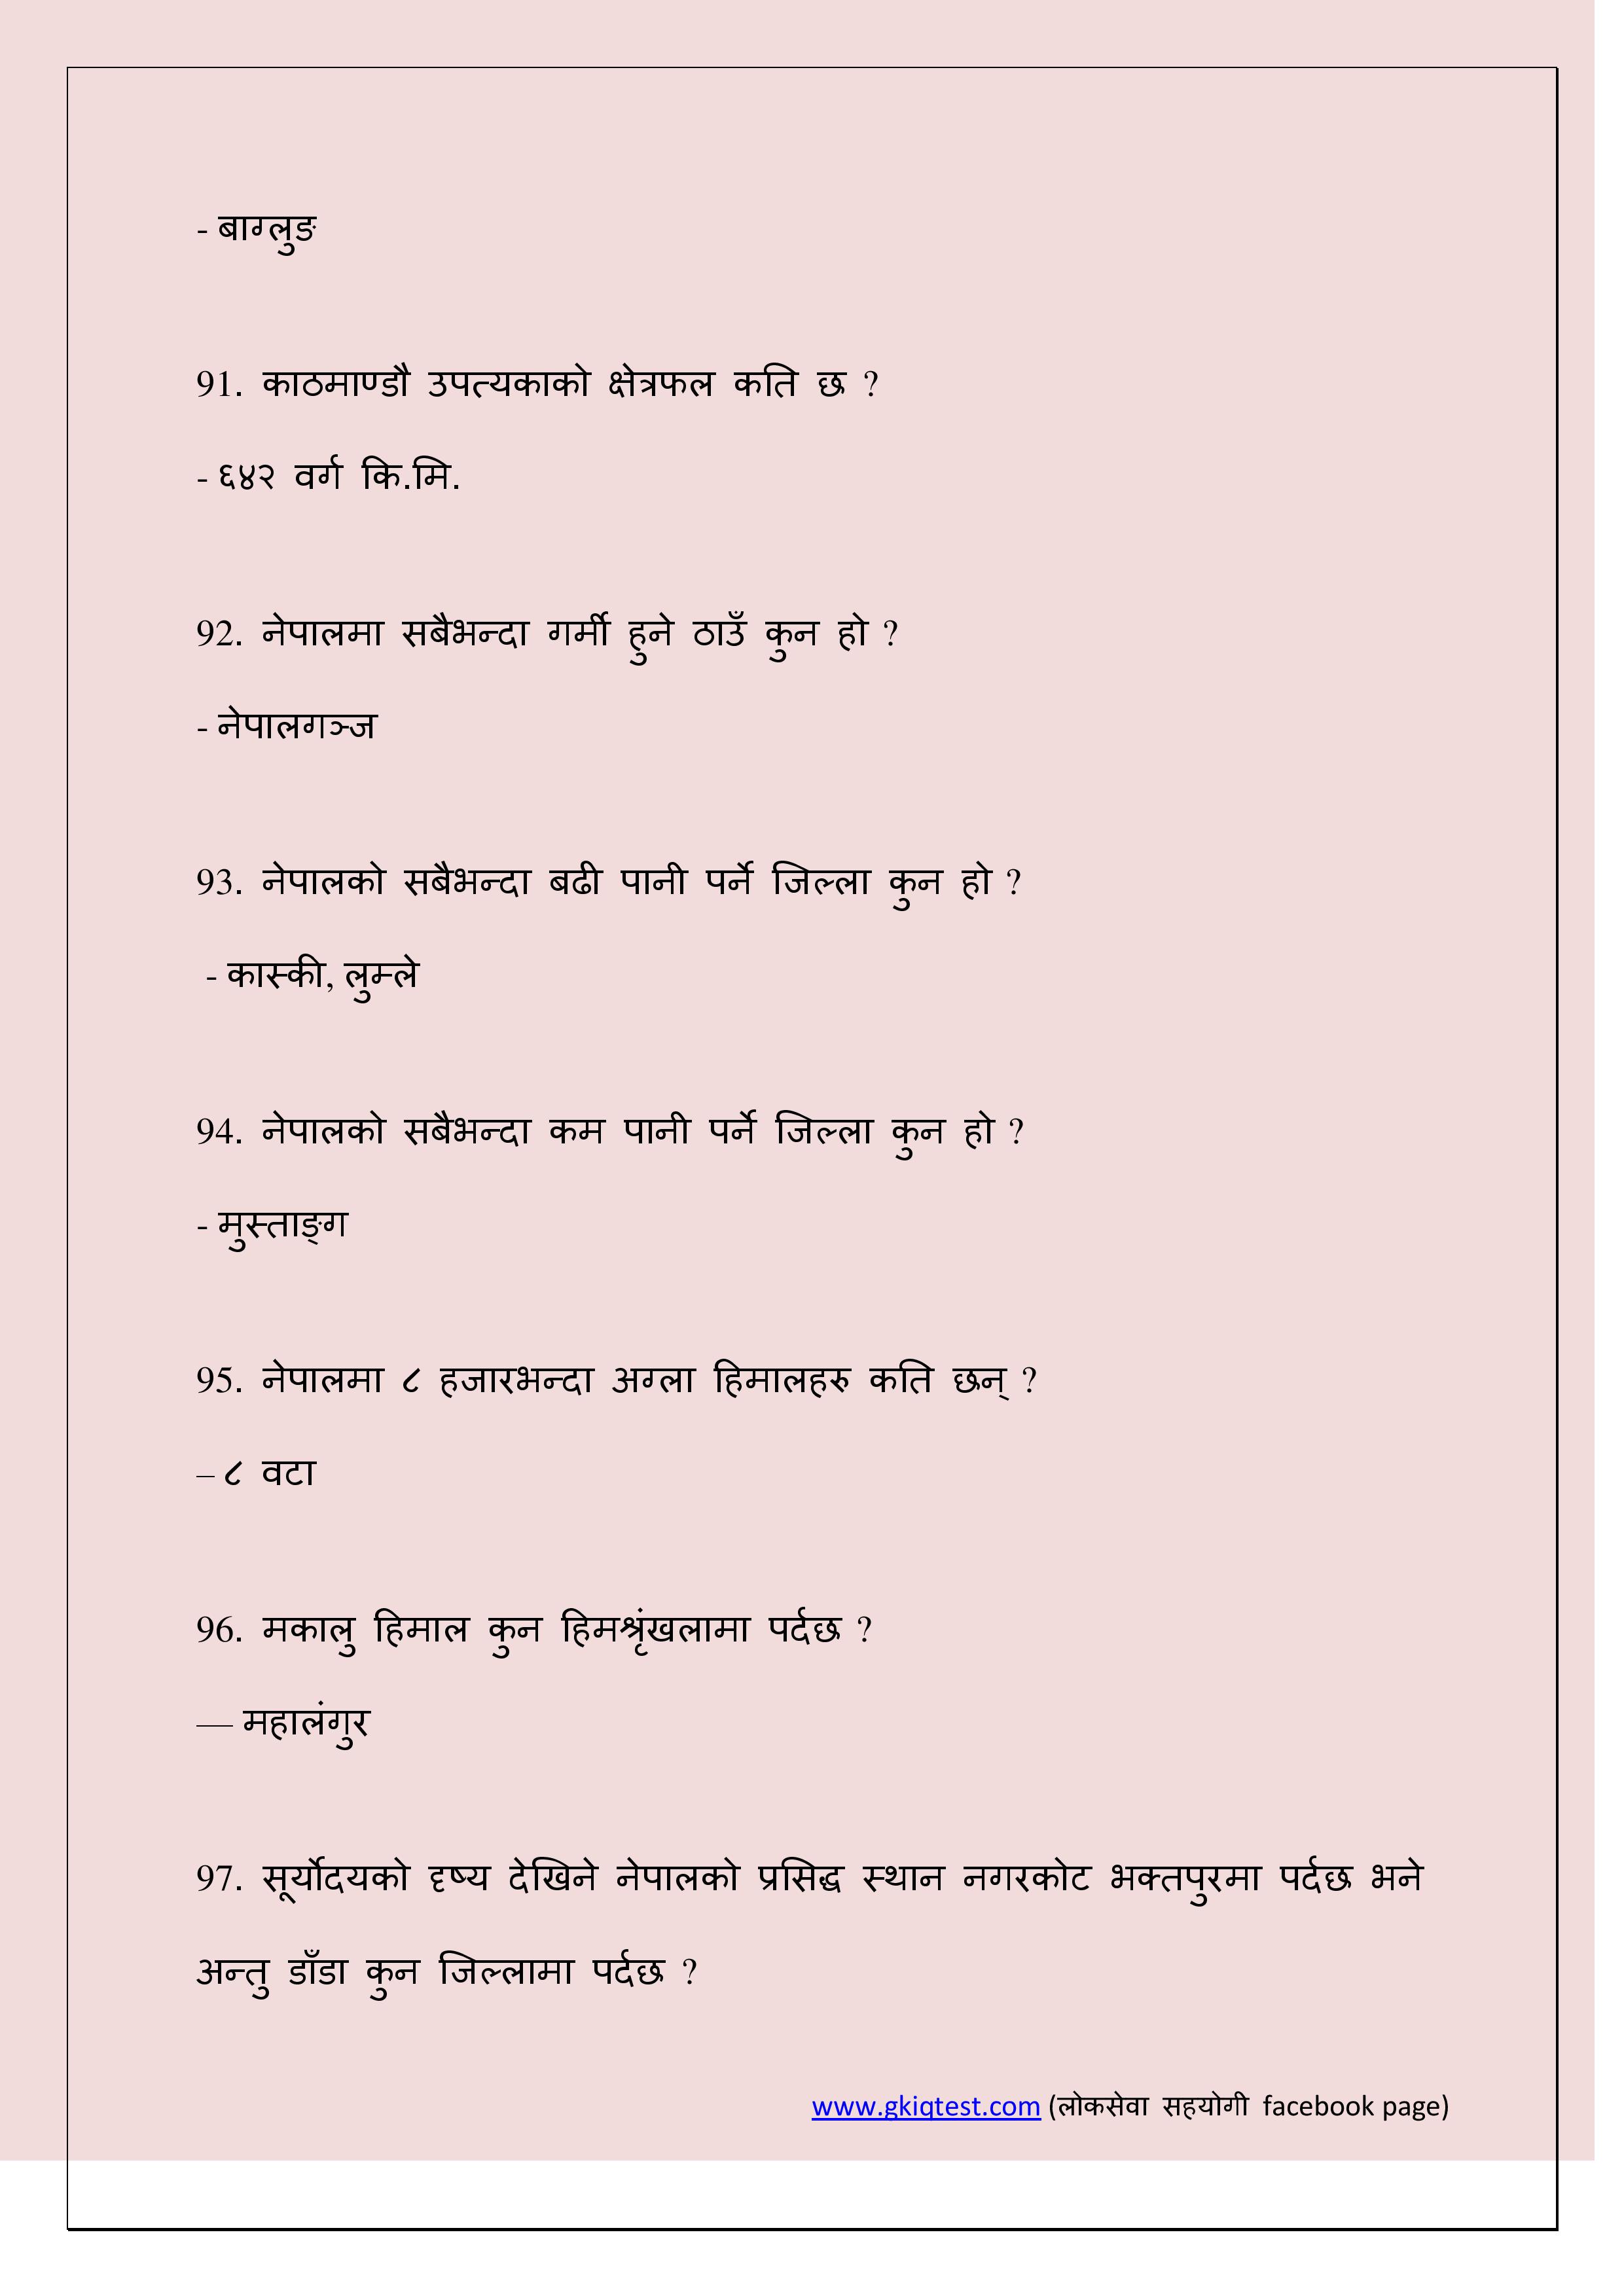 - बाग्लुङ
91. काठमाण्डौ उपत्यकाको क्षेत्रफल कति छ ?
- ६४२ वर्ग कि.मि.
92. नेपालमा सबैभन्दा गर्मी हुने ठाउँ कुन हो ?
- नेपालगञ्ज
93. नेपालको सबैभन्दा बढी पानी पर्ने जिल्ला कुन हो ?
- कास्की, लुम्ले
94. नेपालको सबैभन्दा कम पानी पर्ने जिल्ला कुन हो ?
- मुस्ताङ्ग
95. नेपालमा ८ हजारभन्दा अग्ला हिमालहरु कति छन् ?
– ८ वटा
96. मकालु हिमाल कुन हिमश्रृंखलामा पर्दछ ?
— महालंगुर
97. सूर्योदयको दृष्य देखिने नेपालको प्रसिद्ध स्थान नगरकोट भक्तपुरमा पर्दछ भने
अन्तु डाँडा कुन जिल्लामा पर्दछ ?
www.gkiqtest.com (लोकसेवा सहयोगी facebook page)